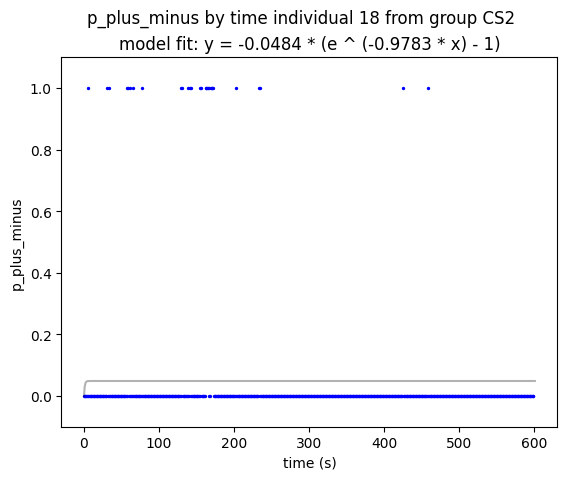 p_plus_minus by time individual 18 from group CS2
model fit: y = -0.0484 * (e ^ (-0.9783 * x) - 1)
1.0
0.8
0.6
0.4
0.2
0.0
p_plus_minus
0 100 200 300 400 500 600
time (s)